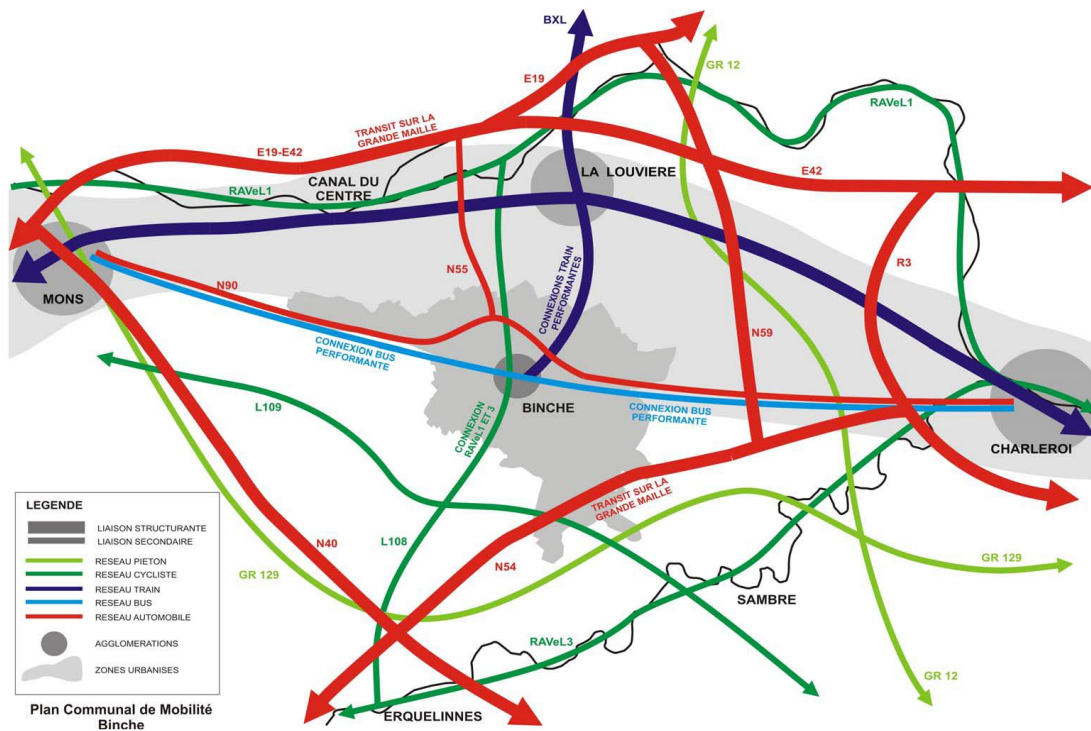 BXL
GR 12
E19
RAVeL1
TRANSIT SUR LA
GRANDE MAILLE
E19-E42
LA LOUVIERE
E42
CANAL DU
CENTRE
RAVeL1
R3
N55
CONNEXIONS TRAIN
PERFORMANTES
MONS
N90
N59
CONNEXION BUS
PERFORMANTE
BINCHE
L109
CONNEXION
RAVeL1 ET 3
CONNEXION BUS
PERFORMANTE
CHARLEROI
TRANSIT SUR LA
GRANDE MAILLE
LEGENDE
LIAISON STRUCTURANTE
LIAISON SECONDAIRE
RESEAU PIETON
RESEAU CYCLISTE
RESEAU TRAIN
RESEAU BUS
RESEAU AUTOMOBILE
AGGLOMERATIONS
ZONES URBANISES
Plan Communal de Mobilité
Binche
N40
L108
GR 129
N54
GR 129
SAMBRE
RAVeL3
GR 12
ERQUELINNES